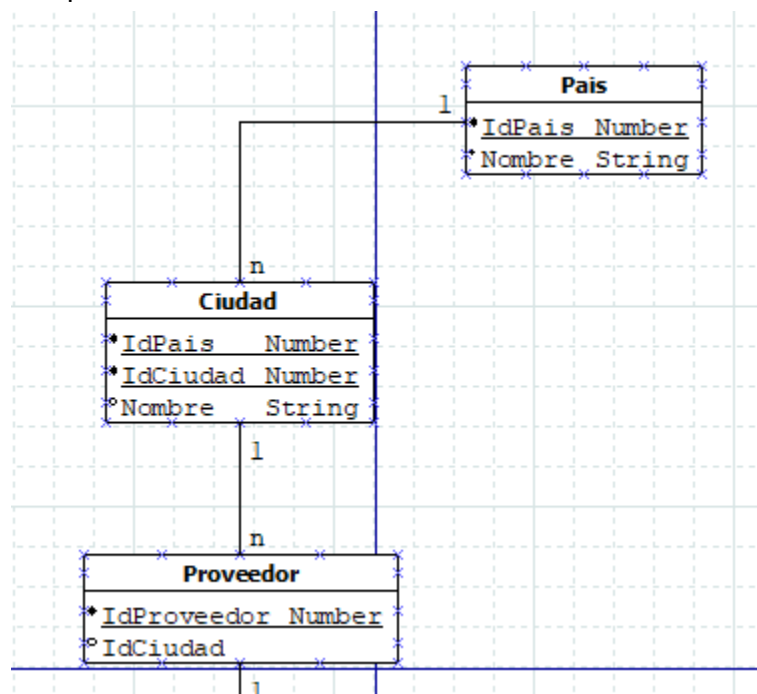 Pais
1
IdPais Number
Nombre String
n
Ciudad
IdPais Number
IdCiudad Number
Nombre String
1
n
Proveedor
IdProveedor Number
IdCiudad
1